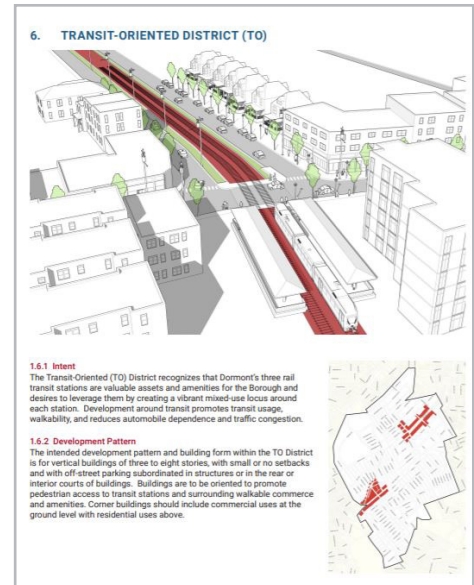 6. TRANSIT-ORIENTED DISTRICT (TO)
1.6.1 Intent
The Transit-Oriented (TO) District recognizes that Dormont's three rail
transit stations are valuable assets and amenities for the Borough and
desires to leverage them by creating a vibrant mixed-use locus around
each station. Development around transit promotes transit usage,
walkability, and reduces automobile dependence and traffic congestion.
1.6.2 Development Pattern
The intended development pattern and building form within the TO District
is for vertical buildings of three to eight stories, with small or no setbacks
and with off-street parking subordinated in structures or in the rear or
interior courts of buildings. Buildings are to be oriented to promote
pedestrian access to transit stations and surrounding walkable commerce
and amenities. Corner buildings should include commercial uses at the
ground level with residential uses above.